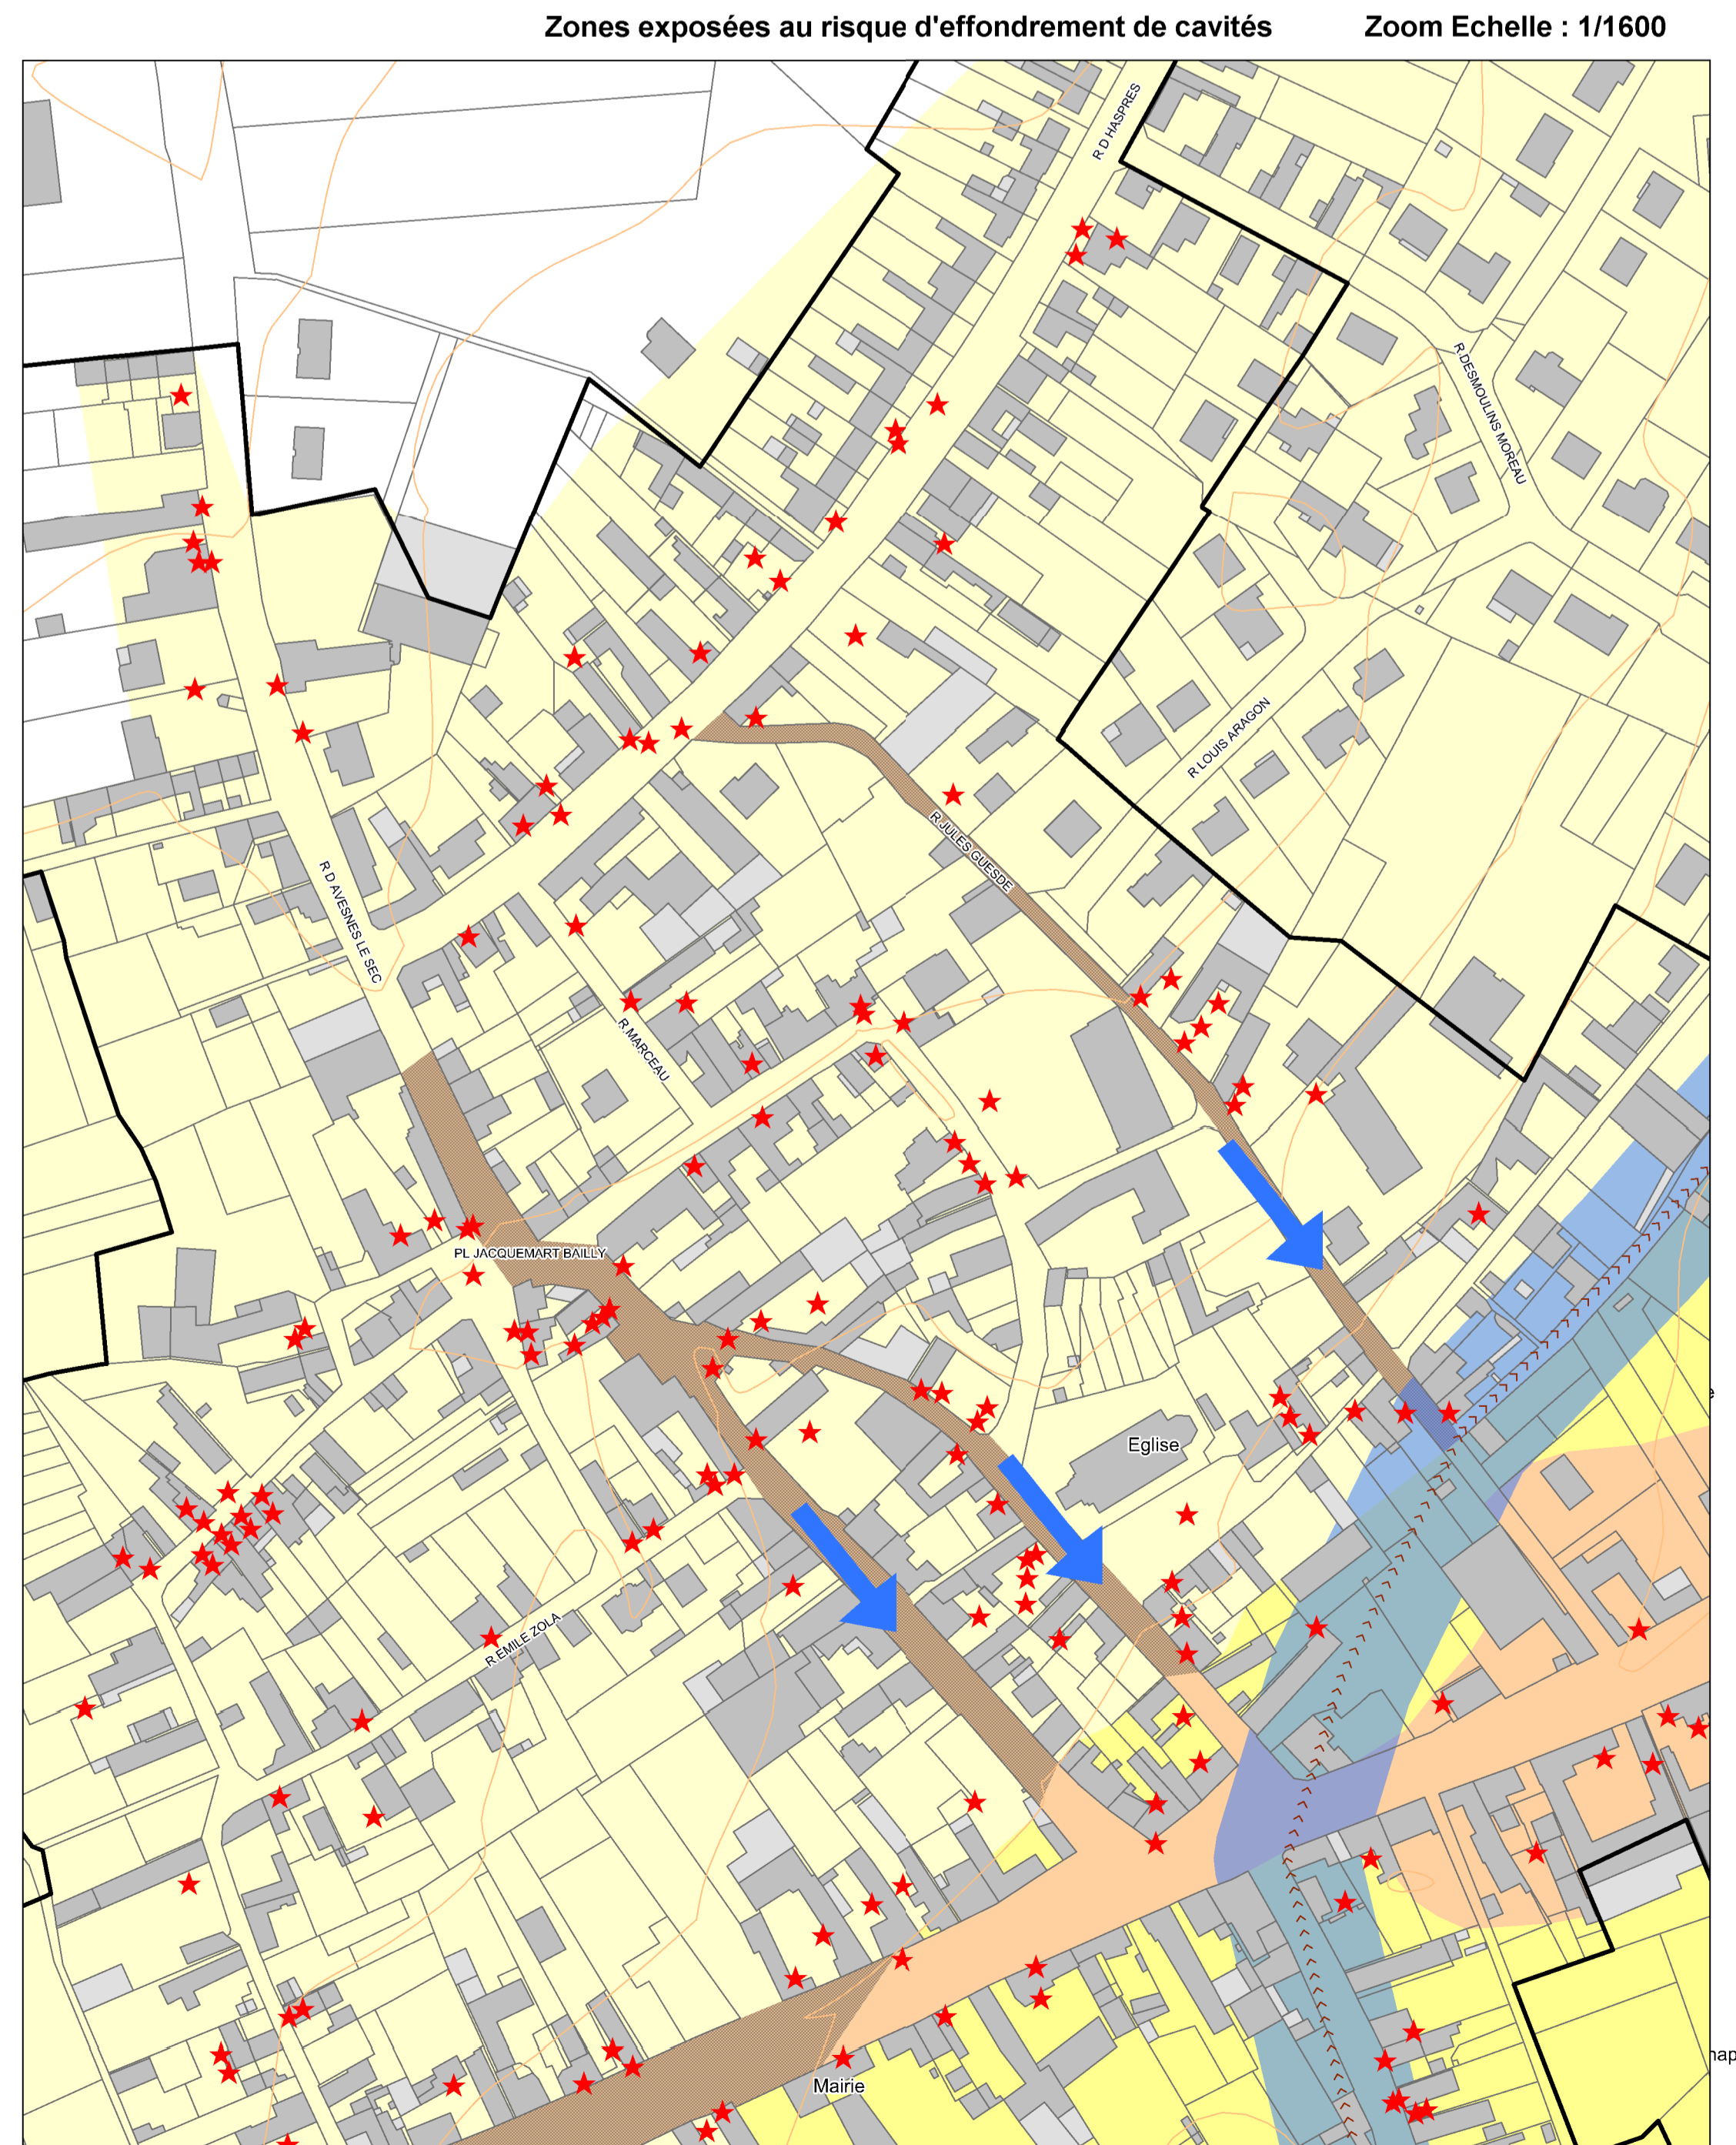 Zones exposées au risque d'effondrement de cavités
Zoom Echelle : 1/1600
R D HASPRES
R.DESMOULINS MOREAU
R LOUIS ARAGON
R JULES GUESDE
R D AVESNES LE SEC
R MARCEAU
PL JACQUEMART BAILLY
Eglise
R EMILE ZOLA
Mairie